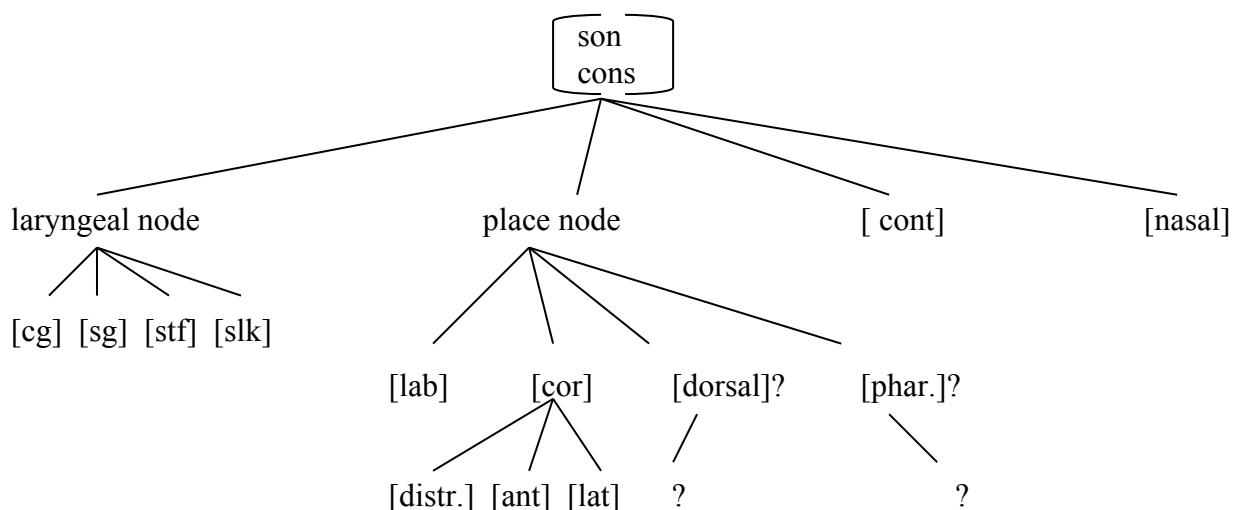 son
cons
laryngeal node place node [ cont] [nasal]
[cg] [sg] [stf] [slk]
[lab] [cor] [dorsal]? [phar.]?
[distr.] [ant] [lat] ? ?